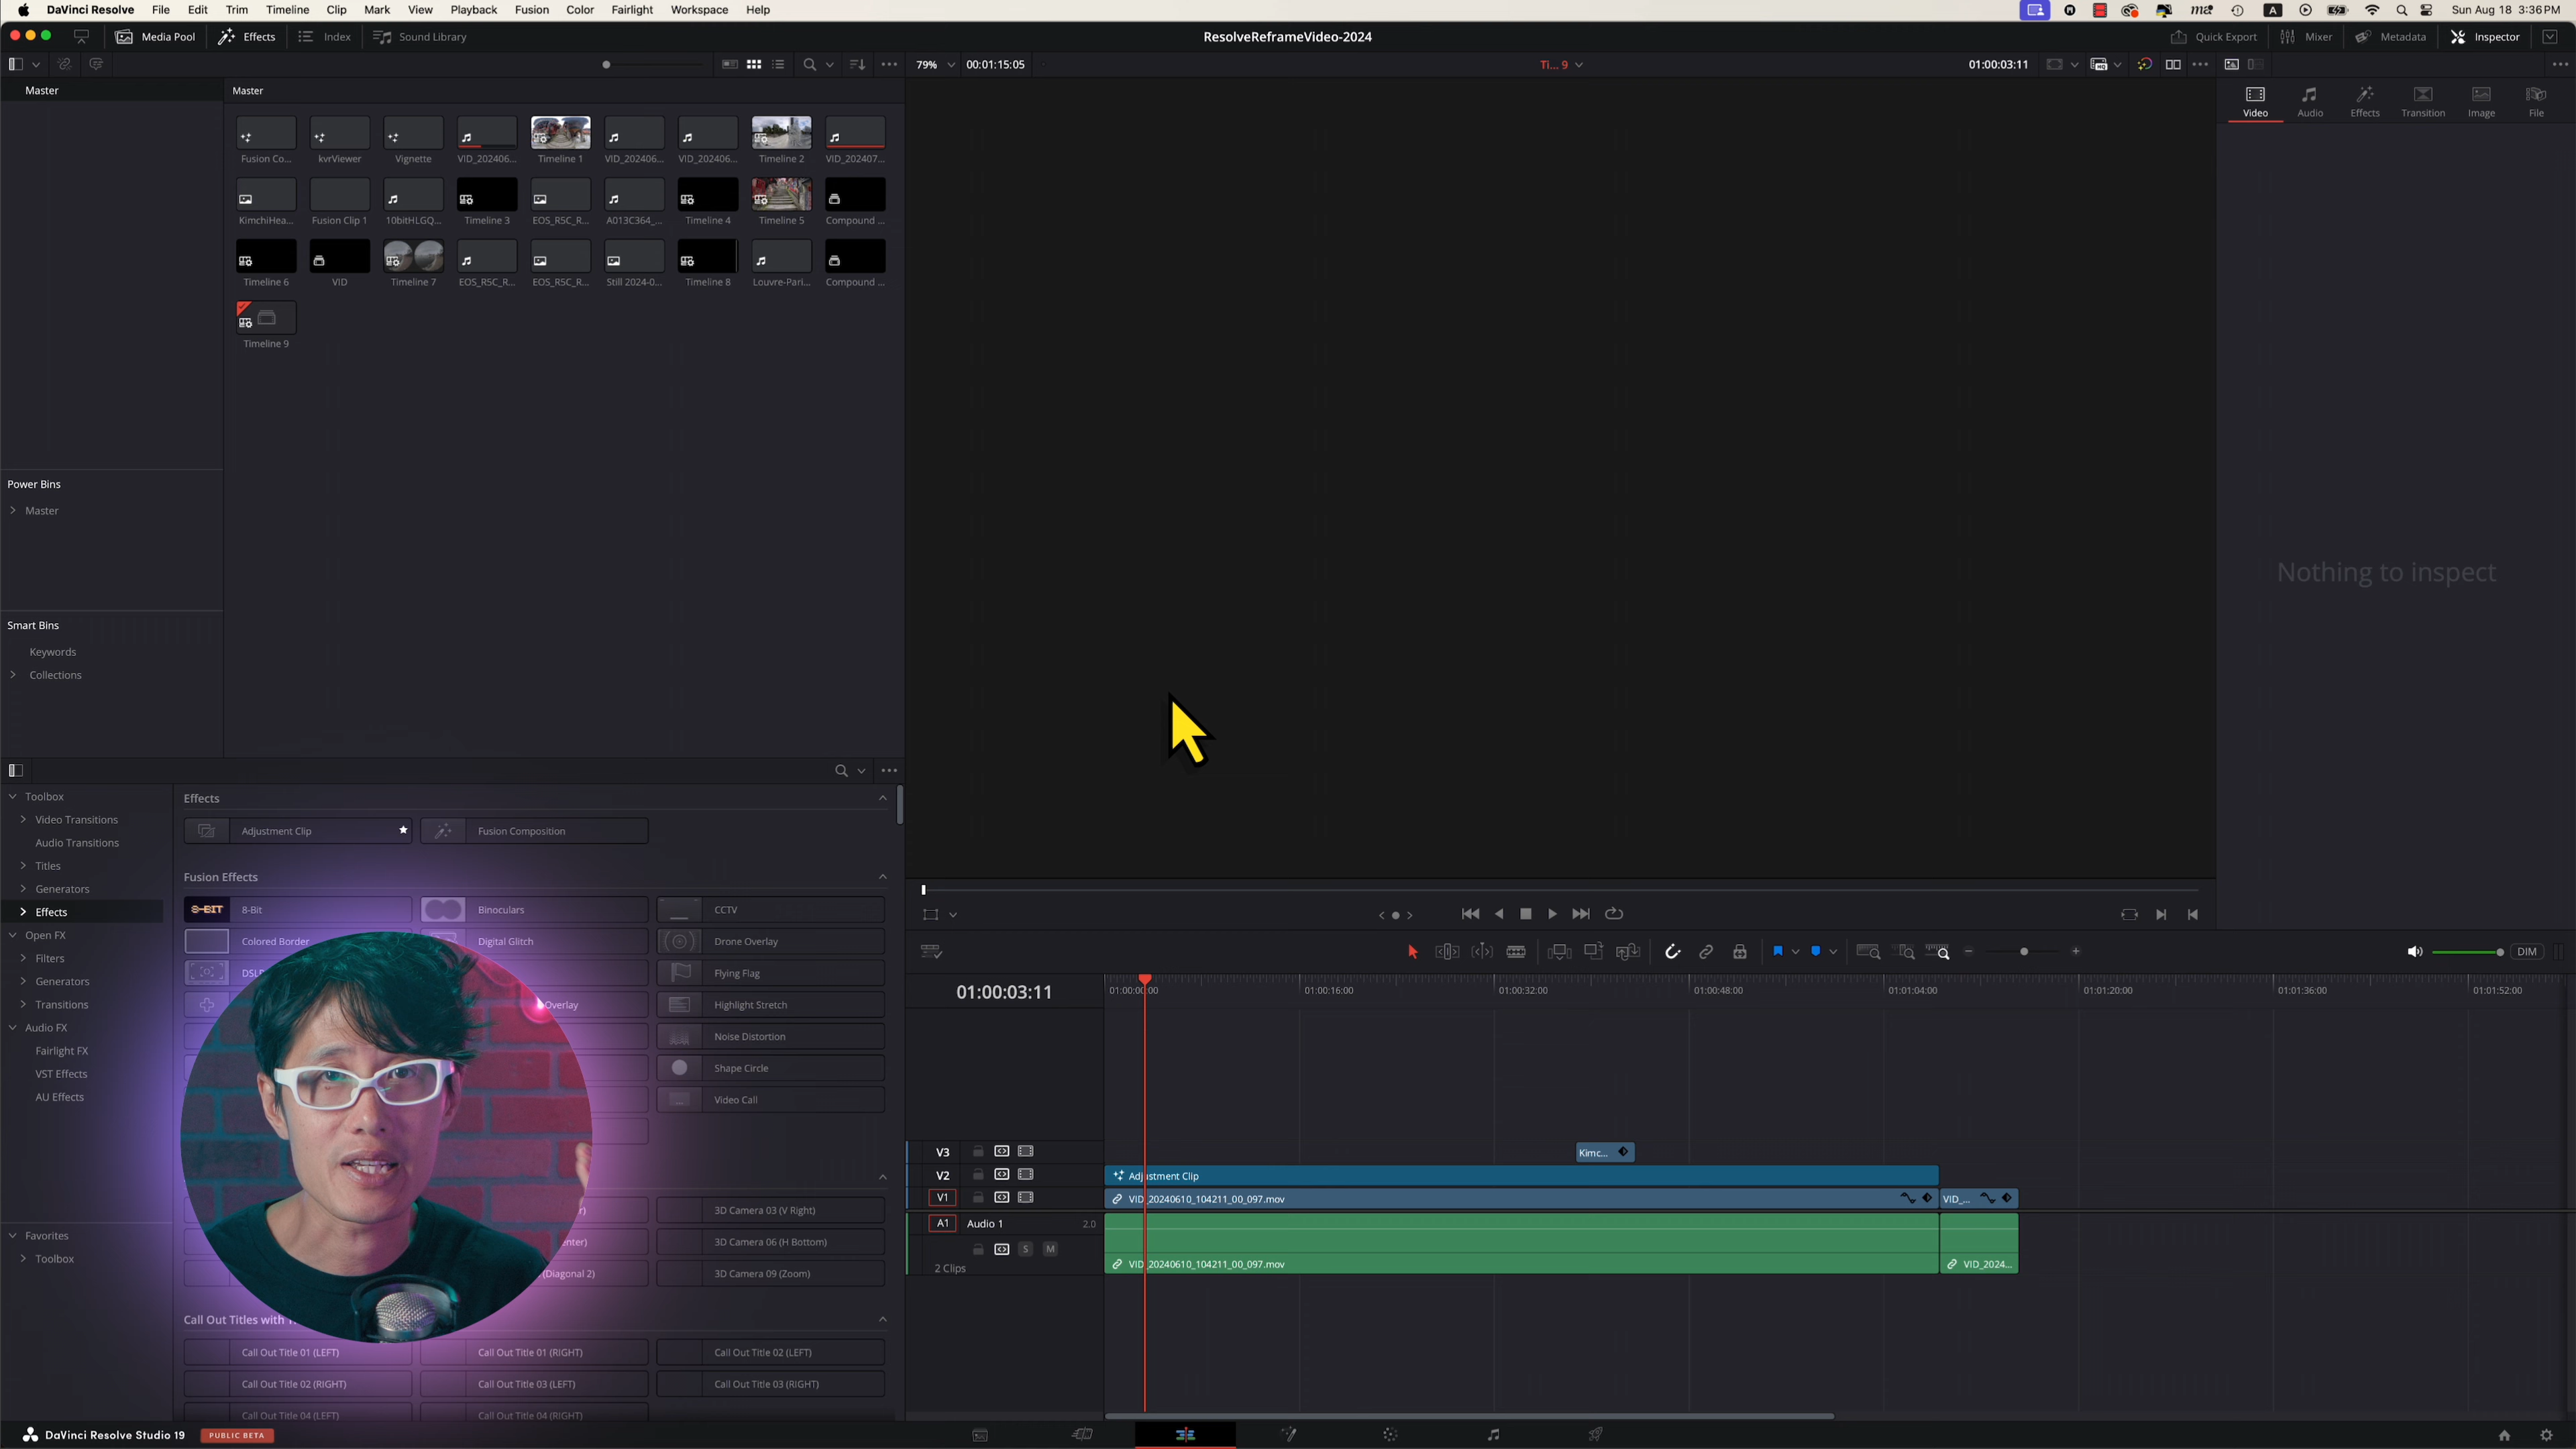 DaVinci Resolve File Edit Trim Timeline Clip Mark View Playback Fusion Color Fairlight Workspace Help
Sun Aug 18 3:36 PM
Media Pool Effects Index Sound Library
ResolveReframeVideo-2024
Quick Export Mixer Metadata Inspector
79% 00:01:15:05
Ti... 9
01:00:03:11
Master
Master
Video Audio Effects Transition Image File
Fusion Co... kvrViewer Vignette VID_202406... Timeline 1 VID_202406... VID_202406... Timeline 2 VID_202407...
KimchiHea... Fusion Clip 1 10bitHLGQ... Timeline 3 EOS_R5C_R... A013C364_... Timeline 4 Timeline 5 Compound ...
Timeline 6 VID Timeline 7 EOS_R5C_R... EOS_R5C_R... Still 2024-0... Timeline 8 Louvre-Pari... Compound ...
Timeline 9
Power Bins
Master
Smart Bins
Keywords
Collections
Nothing to inspect
Toolbox
Video Transitions
Audio Transitions
Titles
Generators
Effects
Open FX
Filters
Generators
Transitions
Audio FX
Fairlight FX
VST Effects
AU Effects
Favorites
Toolbox
Effects
Adjustment Clip Fusion Composition
Fusion Effects
8-BIT 8-Bit Binoculars CCTV
Colored Border Digital Glitch Drone Overlay
Flying Flag
Overlay Highlight Stretch
Noise Distortion
Shape Circle
Video Call
3D Camera 03 (V Right)
3D Camera 06 (H Bottom)
(Diagonal 2) 3D Camera 09 (Zoom)
Call Out Titles with
Call Out Title 01 (LEFT) Call Out Title 01 (RIGHT) Call Out Title 02 (LEFT)
Call Out Title 02 (RIGHT) Call Out Title 03 (LEFT) Call Out Title 03 (RIGHT)
Call Out Title 04 (LEFT) Call Out Title 04 (RIGHT)
DIM
01:00:03:11
01:00:00:00 01:00:16:00 01:00:32:00 01:00:48:00 01:01:04:00 01:01:20:00 01:01:36:00 01:01:52:00
V3 Kimc...
V2 Adjustment Clip
V1 VID_20240610_104211_00_097.mov VID_...
A1 Audio 1 2.0
S M
2 Clips VID_20240610_104211_00_097.mov VID_2024...
DaVinci Resolve Studio 19 PUBLIC BETA